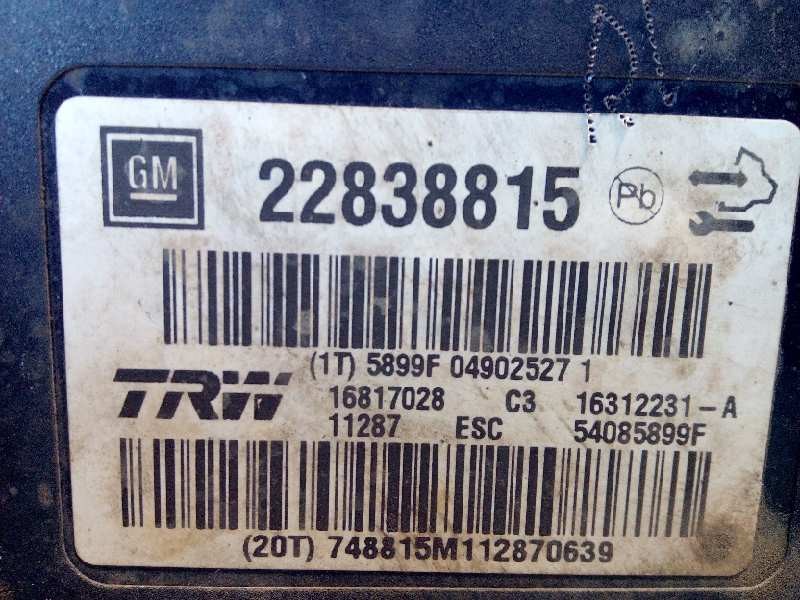 GM 22838815 Pb
(1T) 5899F 04902527 1
TRW 16817028 C3 16312231-A
11287 ESC 54085899F
(20T) 748815M112870639